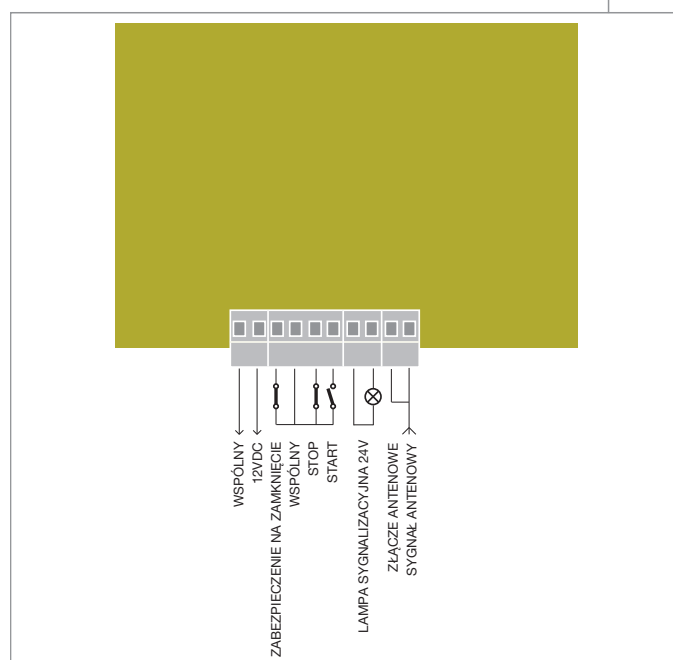 WSPÓLNY
12VDC
ZABEZPIECZENIE NA ZAMKNIĘCIE
WSPÓLNY
STOP
START
LAMPA SYGNALIZACYJNA 24V
ZŁĄCZE ANTENOWE
SYGNAŁ ANTENOWY